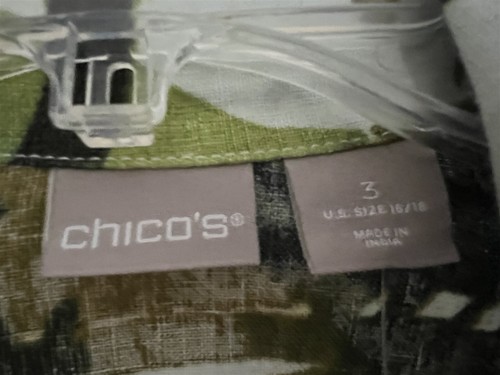 chico's®
3
U.S. SIZE 16/18
MADE IN
INDIA